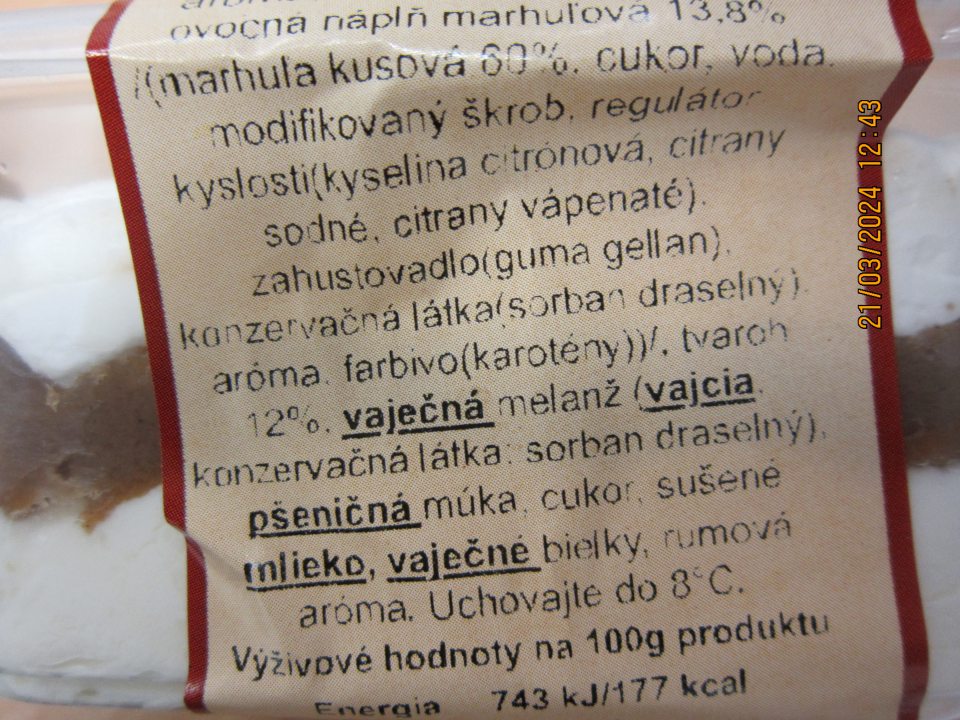 ovocná náplň marhuľová 13,8%
/(marhuľa kusová 60%, cukor, voda,
modifikovaný škrob, regulátor
kyslosti(kyselina citrónová, citrany
sodné, citrany vápenaté),
zahustovadlo(guma gellan),
konzervačná látka(sorban draselný),
aróma, farbivo(karotény))/, tvaroh
12%, vaječná melanž (vajcia,
konzervačná látka: sorban draselný),
pšeničná múka, cukor, sušené
mlieko, vaječné bielky, rumová
aróma. Uchovajte do 8°C.
Výživové hodnoty na 100g produktu
Energia 743 kJ/177 kcal
21/03/2024 12:43